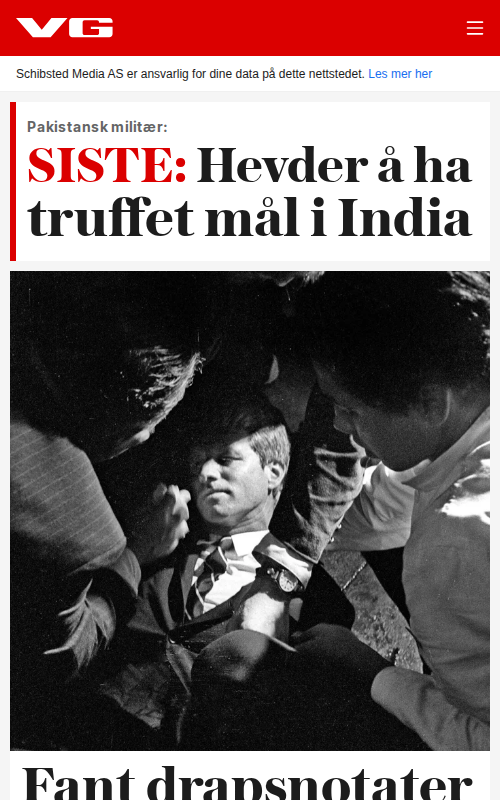 VG
Schibsted Media AS er ansvarlig for dine data på dette nettstedet. Les mer her
Pakistansk militær:
SISTE: Hevder å ha
truffet mål i India
Fant drapsnotater